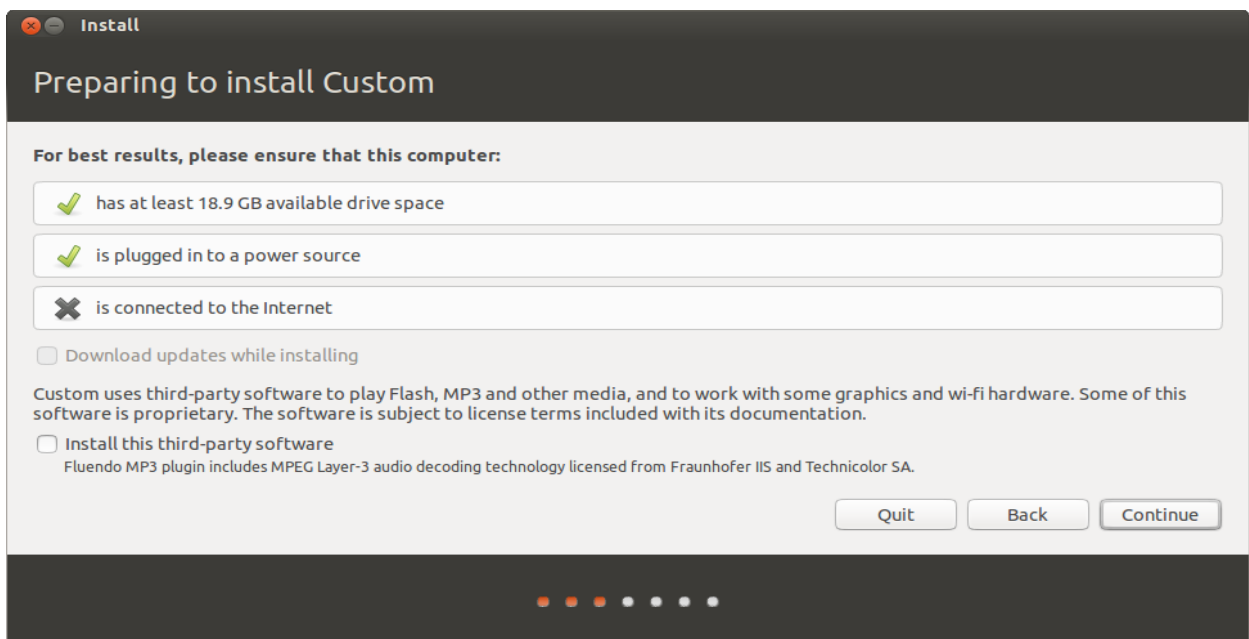 Install
Preparing to install Custom
For best results, please ensure that this computer:
has at least 18.9 GB available drive space
is plugged in to a power source
is connected to the Internet
Download updates while installing
Custom uses third-party software to play Flash, MP3 and other media, and to work with some graphics and wi-fi hardware. Some of this
software is proprietary. The software is subject to license terms included with its documentation.
Install this third-party software
Fluendo MP3 plugin includes MPEG Layer-3 audio decoding technology licensed from Fraunhofer IIS and Technicolor SA.
Quit Back Continue